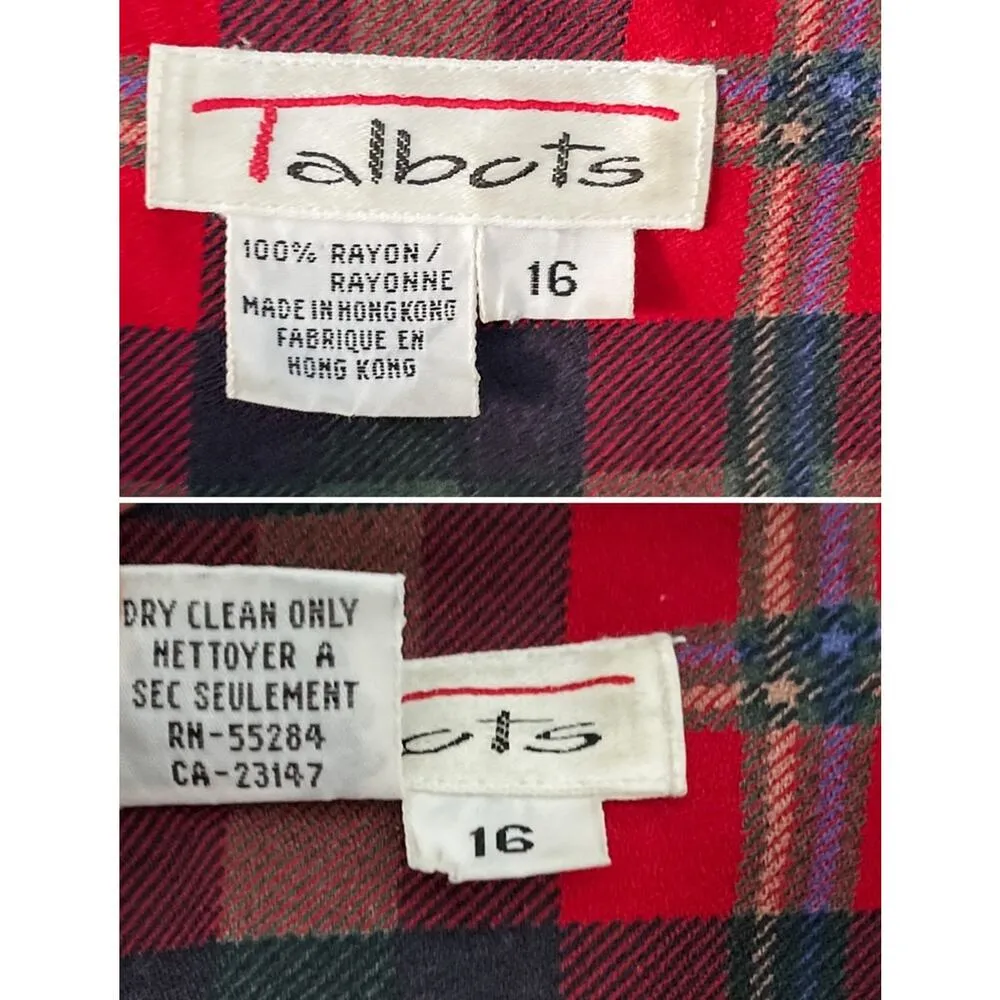 Talbots
100% RAYON /
RAYONNE
MADE IN HONG KONG
FABRIQUE EN
HONG KONG
16
DRY CLEAN ONLY
NETTOYER A
SEC SEULEMENT
RN-55284
CA-23147
ots
16